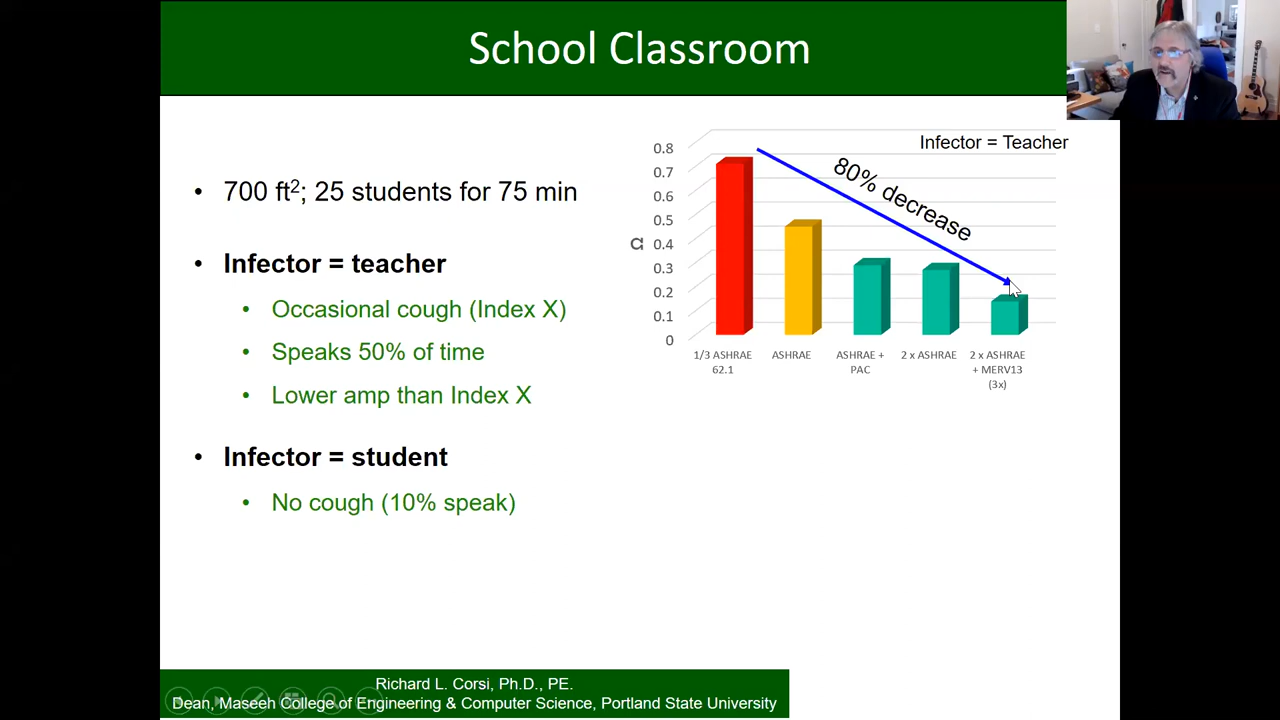 School Classroom
• 700 ft²; 25 students for 75 min
• Infector = teacher
• Occasional cough (Index X)
• Speaks 50% of time
• Lower amp than Index X
• Infector = student
• No cough (10% speak)
Infector = Teacher
80% decrease
0.8
0.7
0.6
0.5
0.4
0.3
0.2
0.1
0
1/3 ASHRAE
62.1
ASHRAE
ASHRAE +
PAC
2 x ASHRAE
2 x ASHRAE
+ MERV13
(3x)
Richard L. Corsi, Ph.D., PE.
Dean, Maseeh College of Engineering & Computer Science, Portland State University